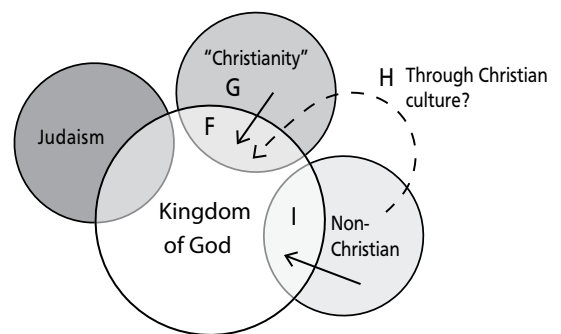 “Christianity”
G
H Through Christian
culture?
F
Judaism
Kingdom
of God
I
Non-
Christian